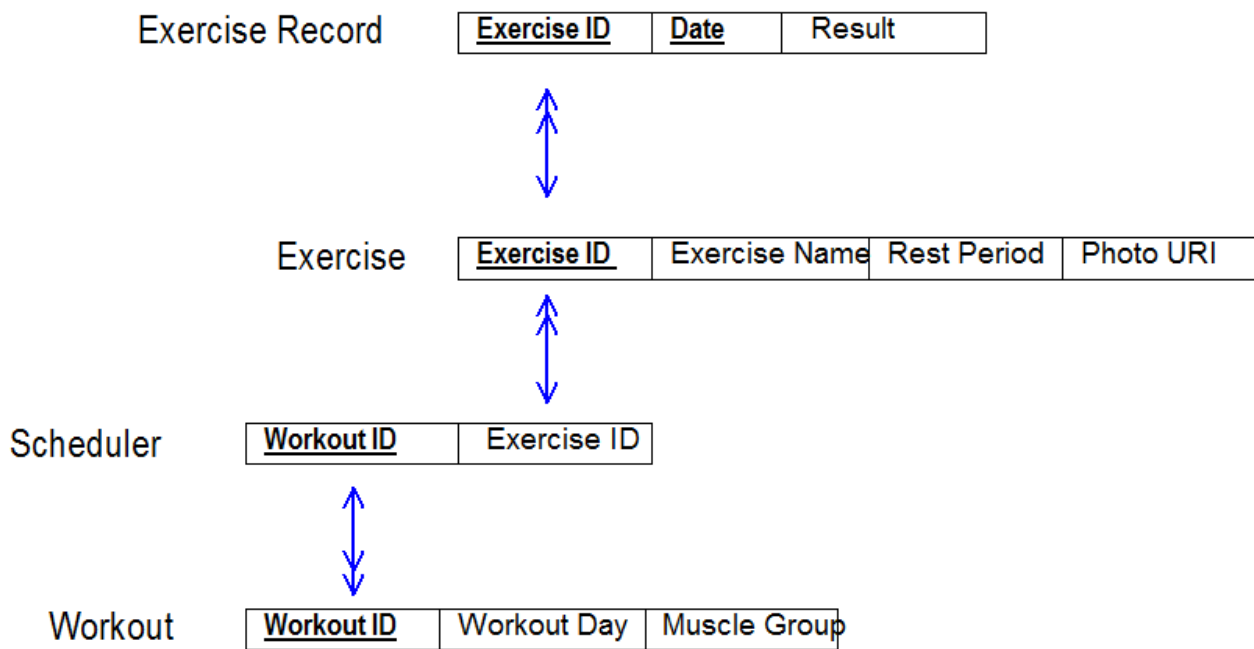 Exercise Record Exercise ID Date Result
Exercise Exercise ID Exercise Name Rest Period Photo URI
Scheduler Workout ID Exercise ID
Workout Workout ID Workout Day Muscle Group